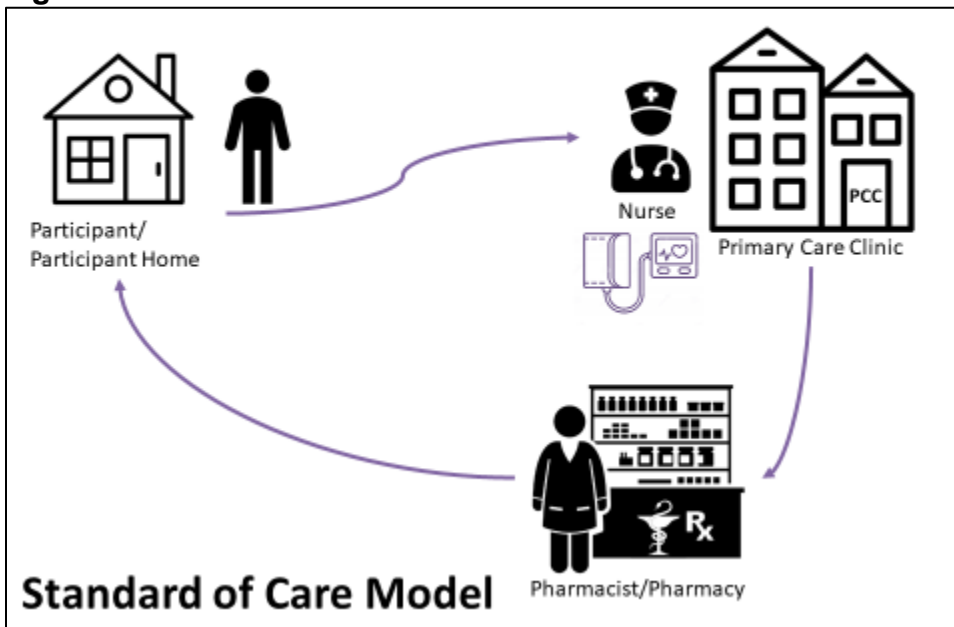 Participant/
Participant Home
Nurse
PCC
Primary Care Clinic
Rx
Pharmacist/Pharmacy
Standard of Care Model